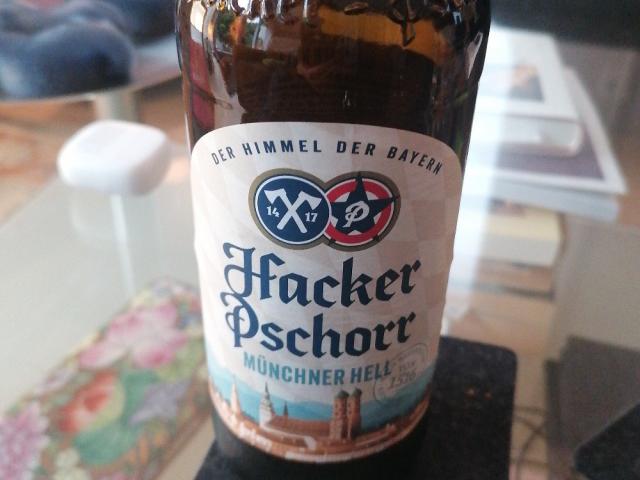 DER HIMMEL DER BAYERN
14 17
P
Hacker
Pschorr
MÜNCHNER HELL